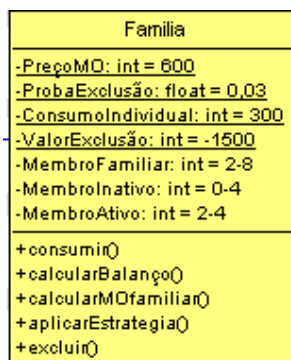 Familia
-PreçoMO: int = 600
-ProbaExclusão: float = 0,03
-ConsumoIndividual: int = 300
-ValorExclusão: int = -1500
-MembroFamiliar: int = 2-8
-MembroInativo: int = 0-4
-MembroAtivo: int = 2-4
+consumir()
+calcularBalanço()
+calcularMOfamiliar()
+aplicarEstrategia()
+excluir()